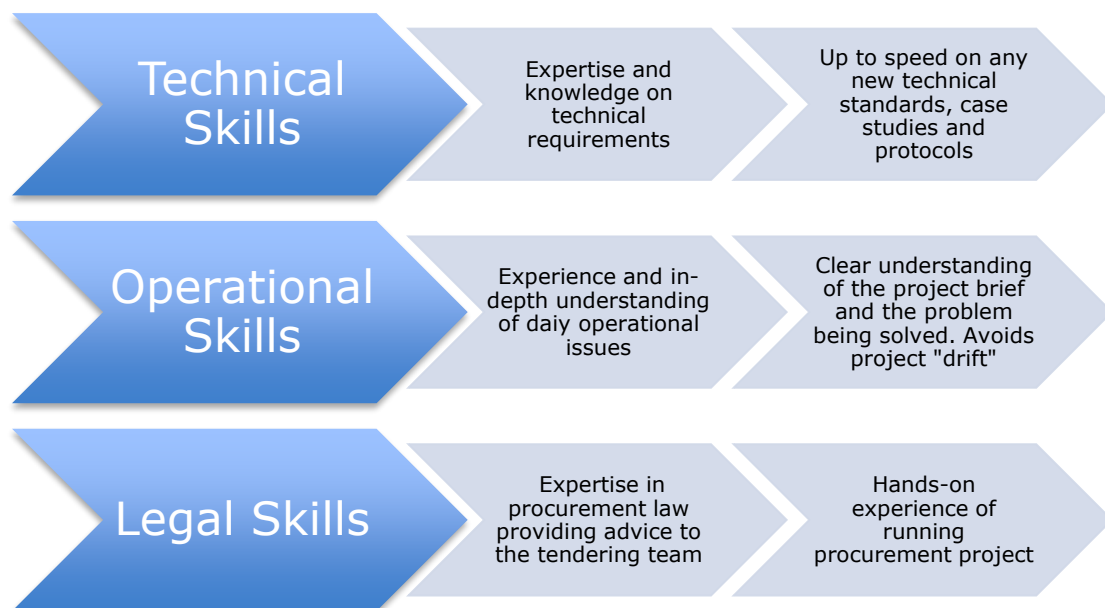 Technical
Skills
Expertise and
knowledge on
technical
requirements
Up to speed on any
new technical
standards, case
studies and
protocols
Operational
Skills
Experience and in-
depth understanding
of daiy operational
issues
Clear understanding
of the project brief
and the problem
being solved. Avoids
project "drift"
Legal Skills
Expertise in
procurement law
providing advice to
the tendering team
Hands-on
experience of
running
procurement project